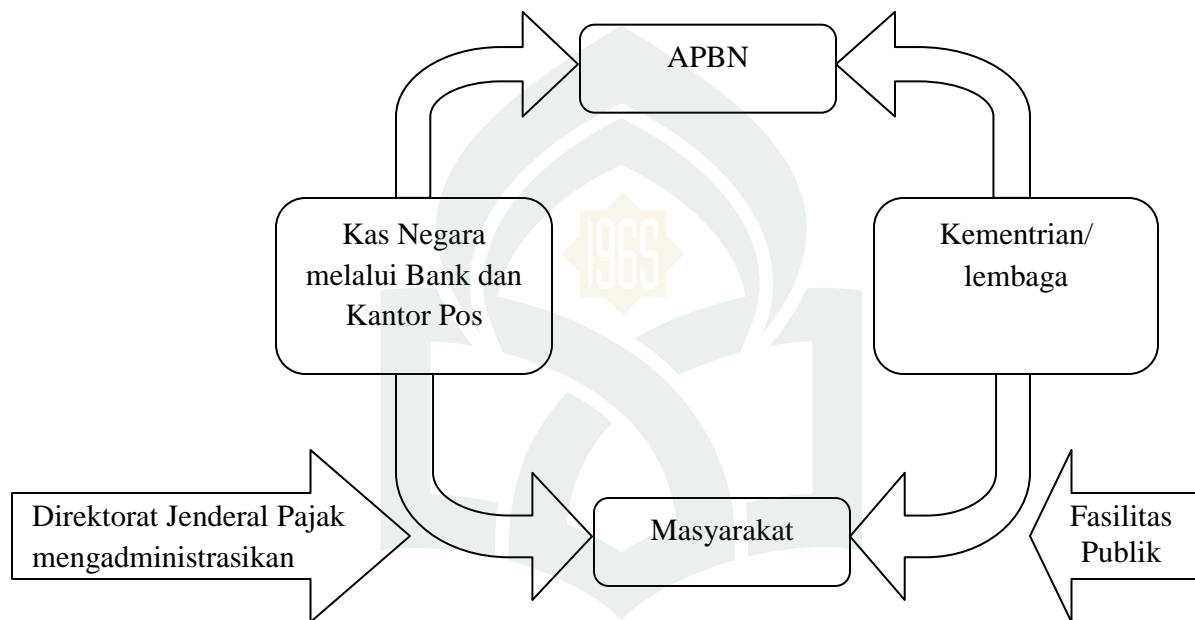 APBN
Kas Negara
melalui Bank dan
Kantor Pos
1965
Kementrian/
lembaga
Direktorat Jenderal Pajak
mengadministrasikan
Masyarakat
Fasilitas
Publik